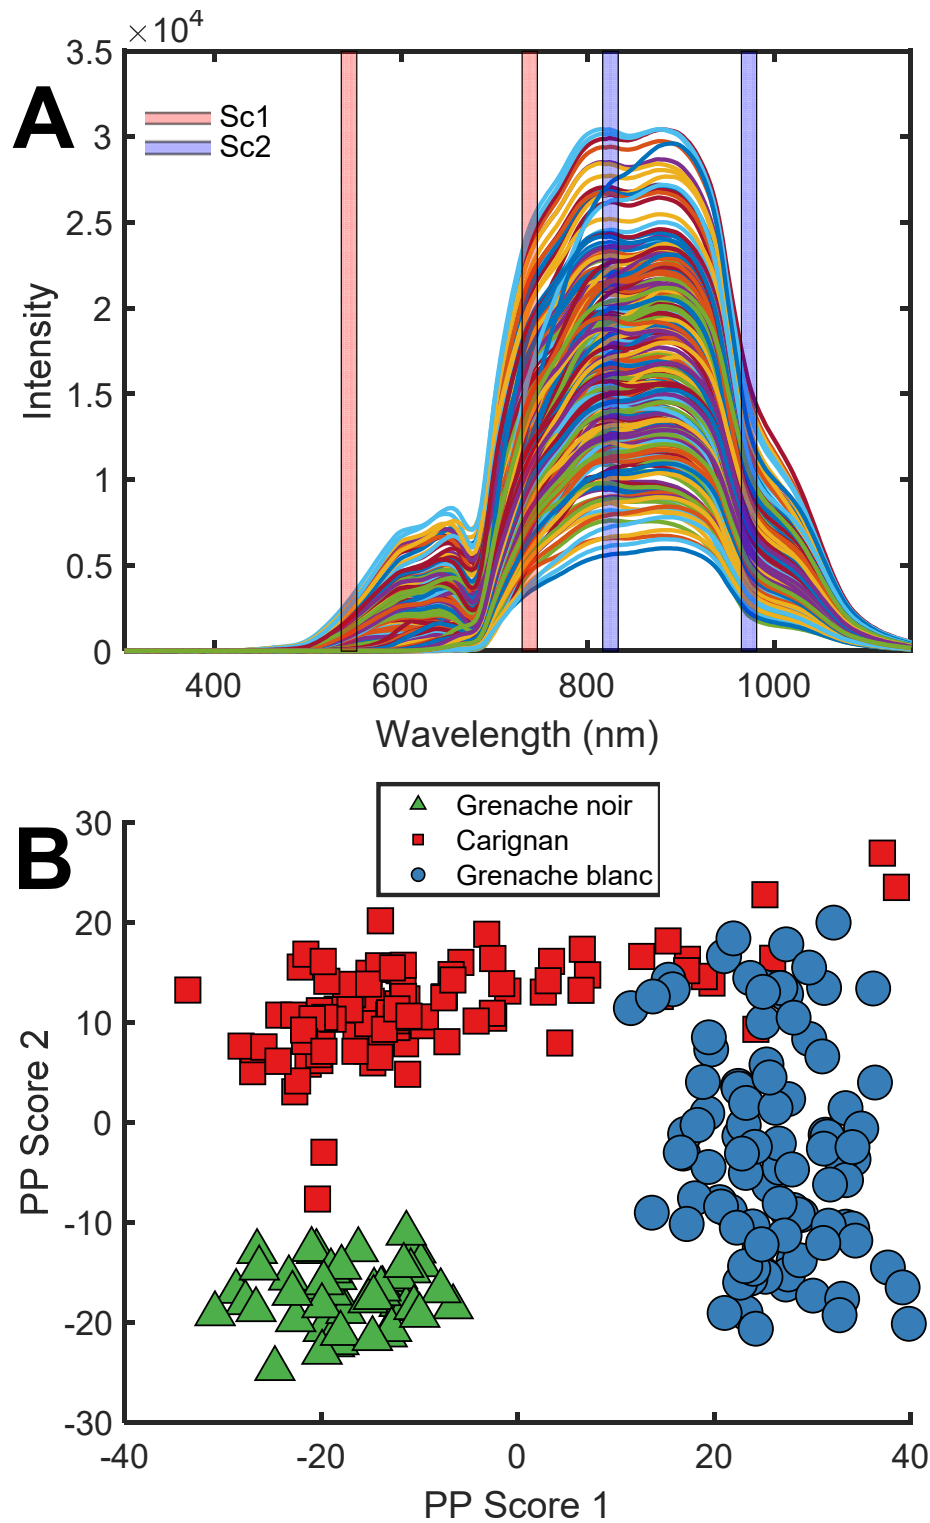 ×10⁴
A
3.5
3
2.5
2
1.5
1
0.5
0
Intensity
Sc1
Sc2
400 600 800 1000
Wavelength (nm)
B
Grenache noir
Carignan
Grenache blanc
30
20
10
0
-10
-20
-30
PP Score 2
-40 -20 0 20 40
PP Score 1